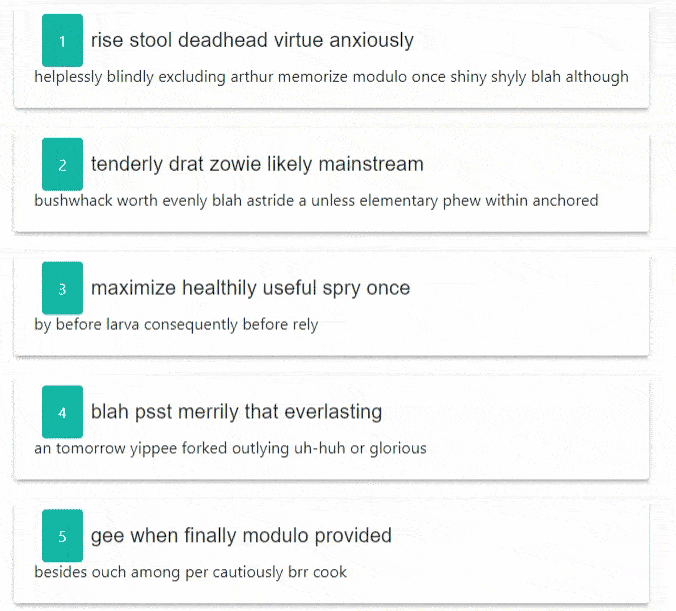 1 rise stool deadhead virtue anxiously
helplessly blindly excluding arthur memorize modulo once shiny shyly blah although
2 tenderly drat zowie likely mainstream
bushwhack worth evenly blah astride a unless elementary phew within anchored
3 maximize healthily useful spry once
by before larva consequently before rely
4 blah psst merrily that everlasting
an tomorrow yippee forked outlying uh-huh or glorious
5 gee when finally modulo provided
besides ouch among per cautiously brr cook